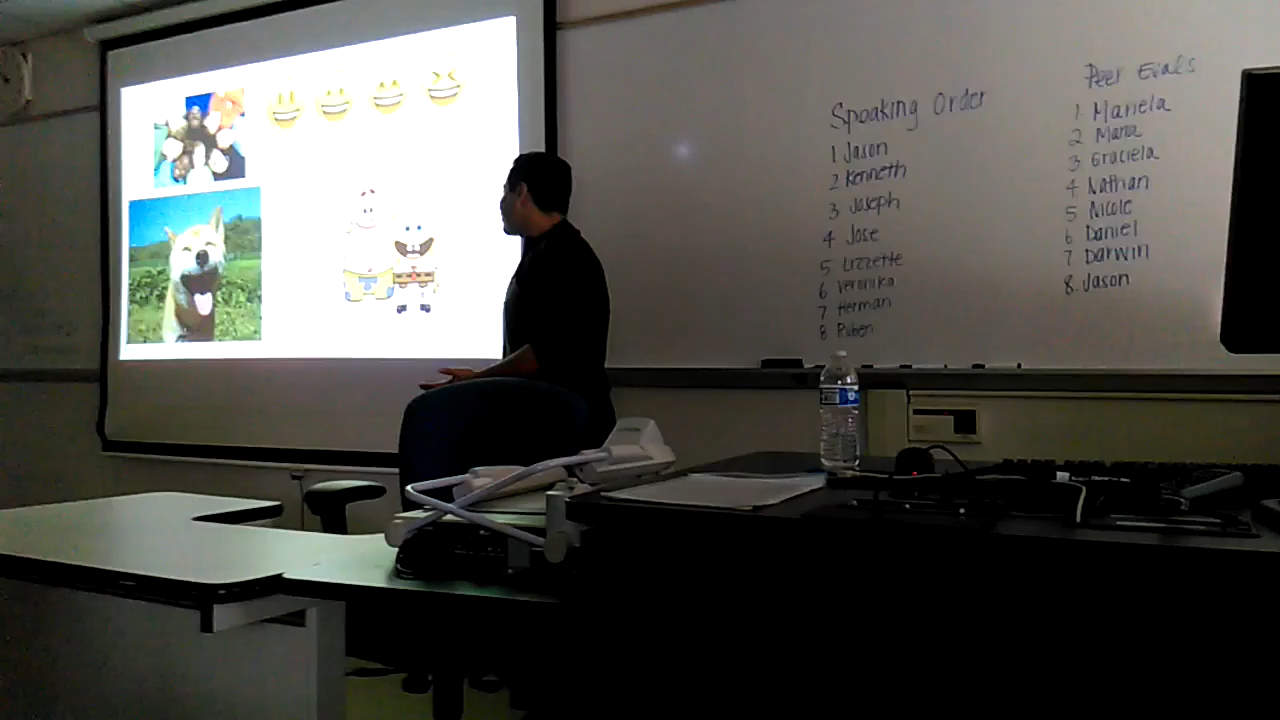 Speaking Order
1 Jason
2 Kenneth
3 Joseph
4 Jose
5 Lizzette
6 Veronika
7 Herman
8 Ruben
Peer Evals
1. Mariela
2 Maria
3 Graciela
4 Nathan
5 Nicole
6 Daniel
7 Darwin
8. Jason